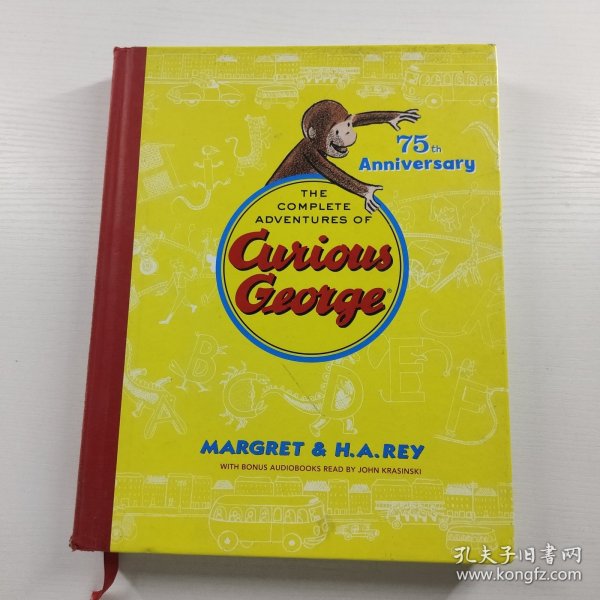 75th
Anniversary
THE
COMPLETE
ADVENTURES OF
Curious
George®
A B C D E F
MARGRET & H.A.REY
WITH BONUS AUDIOBOOKS READ BY JOHN KRASINSKI
孔夫子旧书网
www.kongfz.com